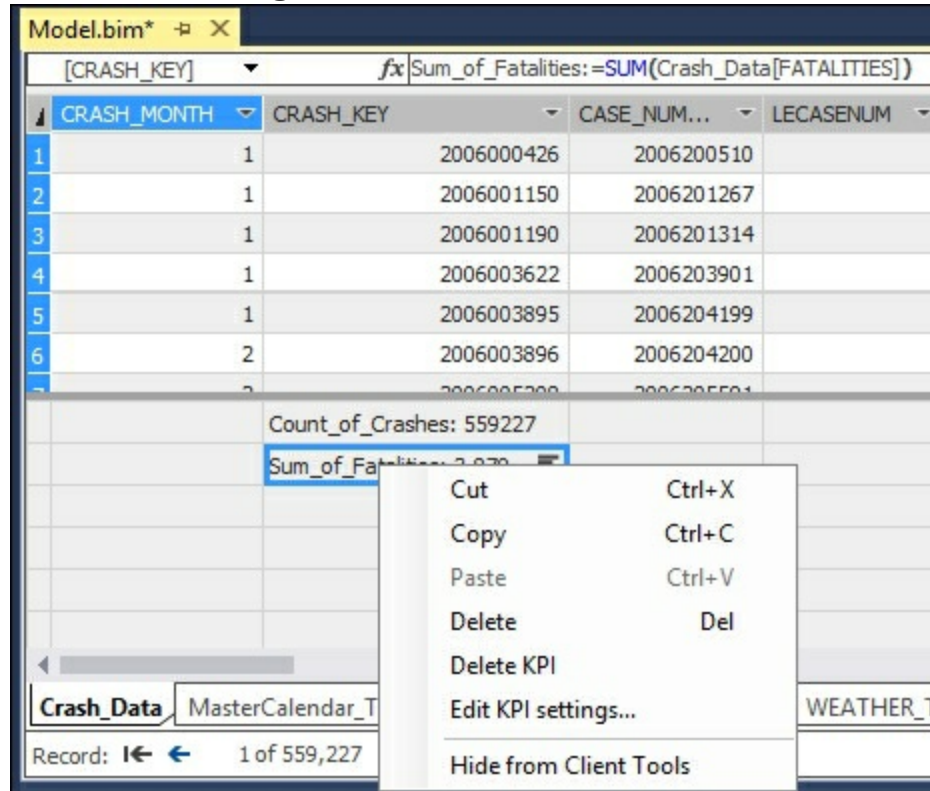 Model.bim*
[CRASH_KEY] fx Sum_of_Fatalities:=SUM(Crash_Data[FATALITIES])
CRASH_MONTH CRASH_KEY CASE_NUM... LECASENUM
1 1 2006000426 2006200510
2 1 2006001150 2006201267
3 1 2006001190 2006201314
4 1 2006003622 2006203901
5 1 2006003895 2006204199
6 2 2006003896 2006204200
Count_of_Crashes: 559227
Sum_of_Fa
Cut Ctrl+X
Copy Ctrl+C
Paste Ctrl+V
Delete Del
Delete KPI
Edit KPI settings...
Hide from Client Tools
Crash_Data MasterCalendar_T WEATHER_T
Record: 1 of 559,227